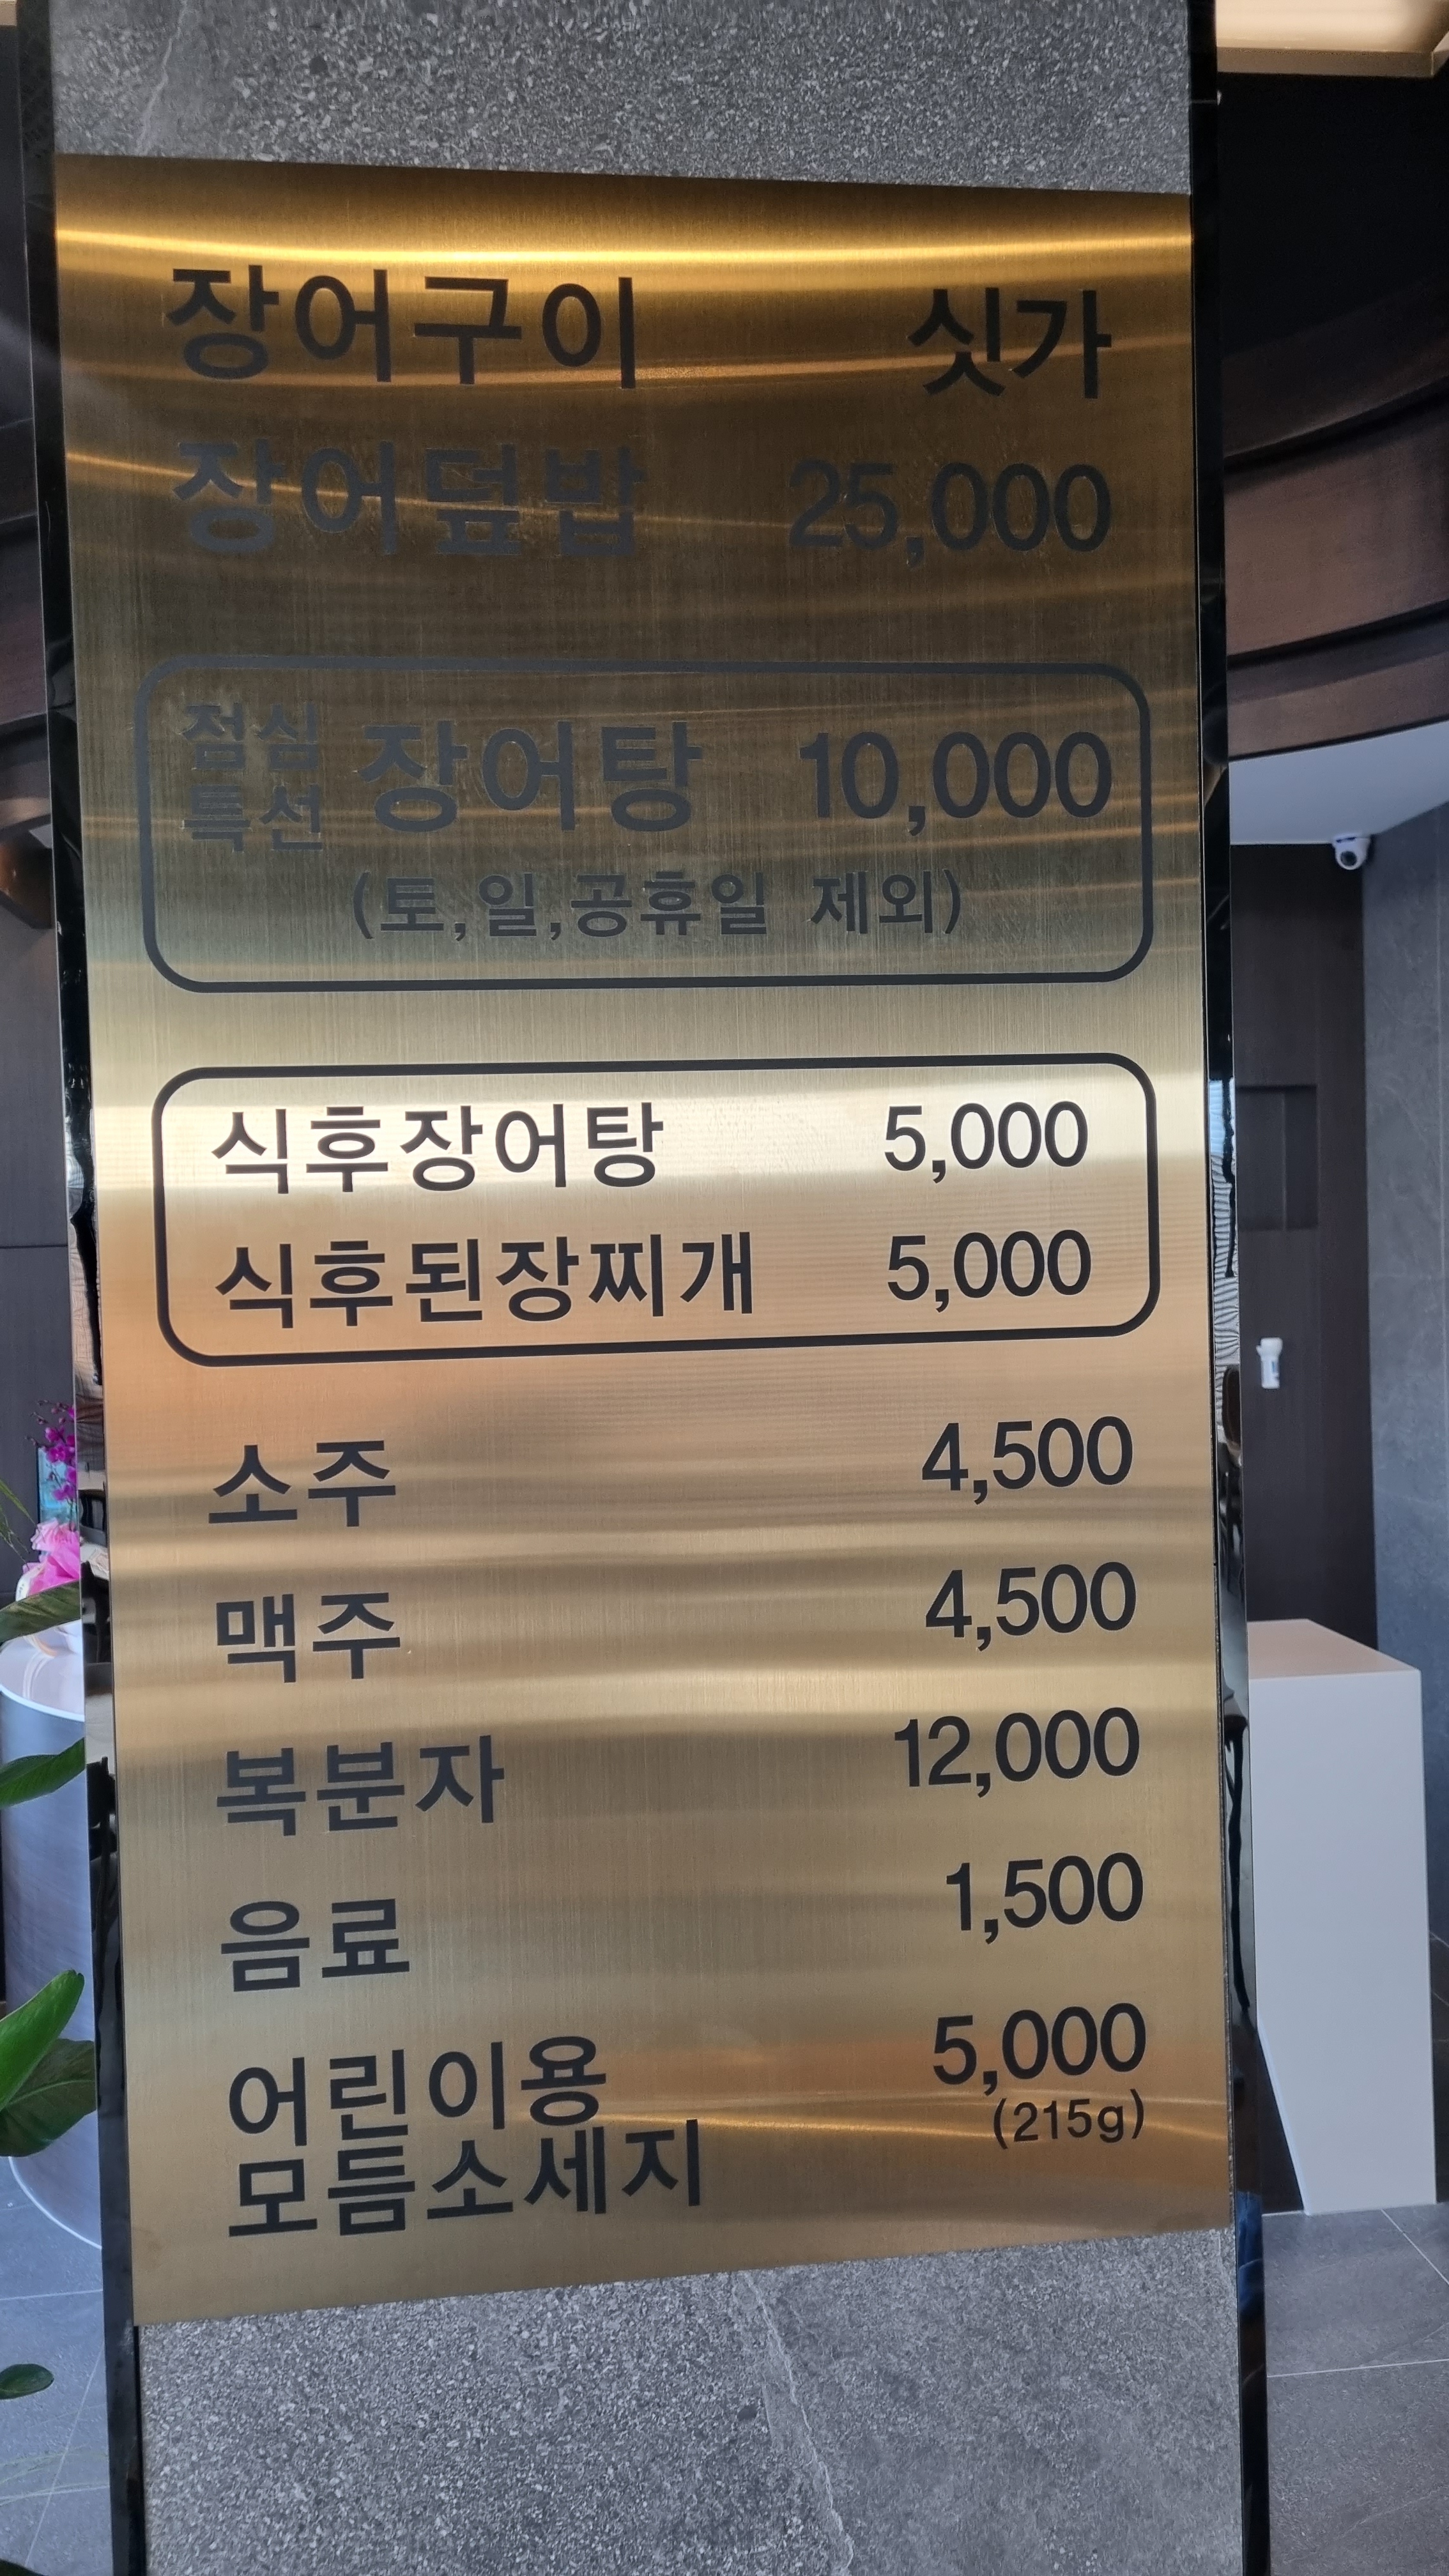 장어구이 싯가
장어덮밥 25,000
점심
특선 장어탕 10,000
(토,일,공휴일 제외)
식후장어탕 5,000
식후된장찌개 5,000
소주 4,500
맥주 4,500
복분자 12,000
음료 1,500
어린이용 5,000
모듬소세지 (215g)